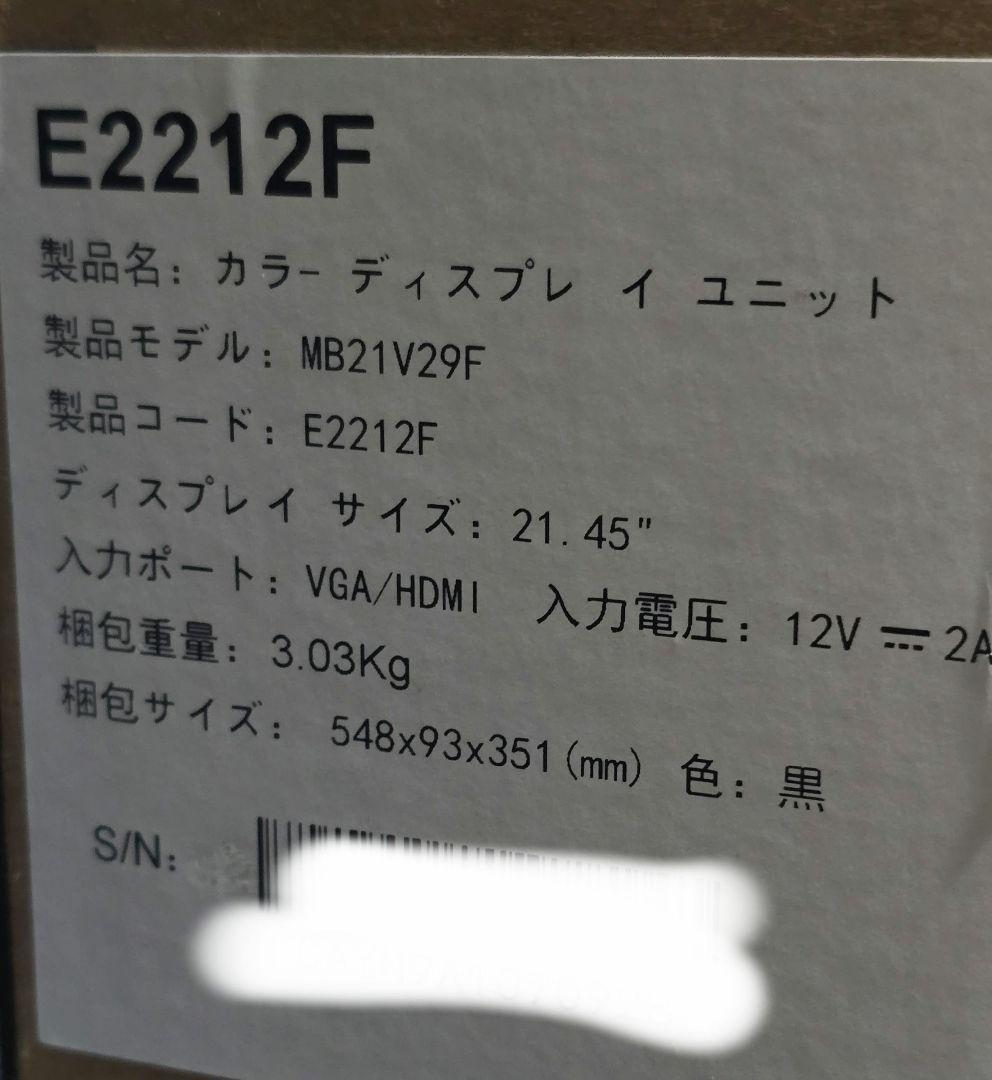 E2212F
製品名: カラー ディスプレ イ ユニット
製品モデル: MB21V29F
製品コード: E2212F
ディスプレイ サイズ: 21.45"
入力ポート: VGA/HDMI 入力電圧: 12V ⎓ 2A
梱包重量: 3.03Kg
梱包サイズ: 548x93x351(mm) 色: 黒
S/N: